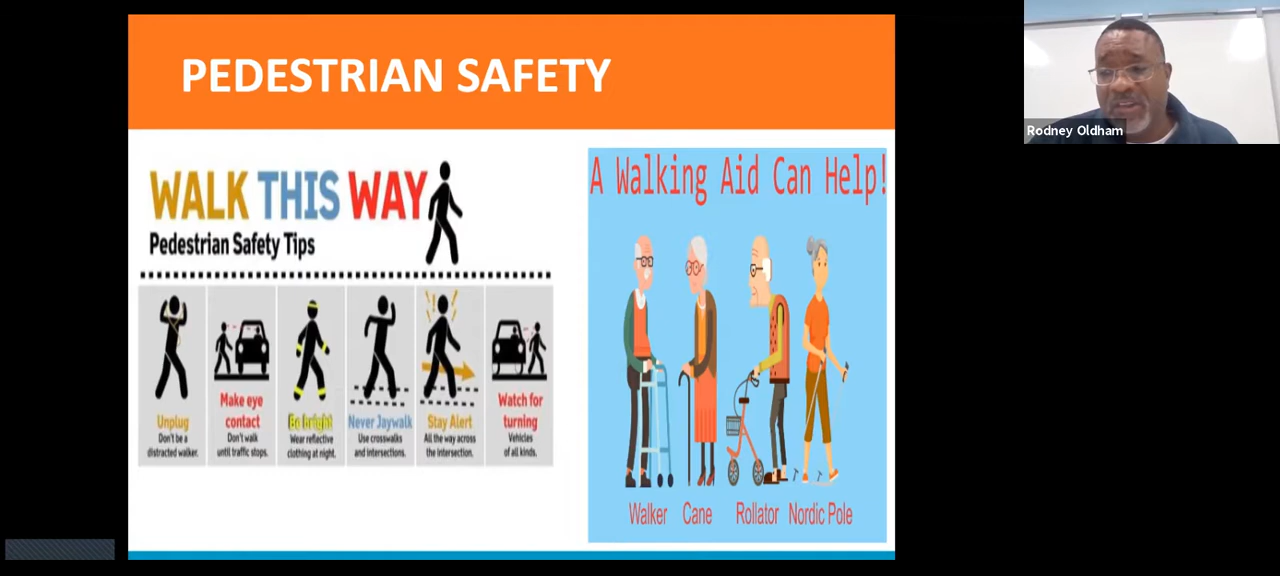 PEDESTRIAN SAFETY
WALK THIS WAY
Pedestrian Safety Tips
Unplug
Don't be a
distracted walker.
Make eye
contact
Don't walk
until traffic stops.
Be bright
Wear reflective
clothing at night.
Never Jaywalk
Use crosswalks
and intersections.
Stay Alert
All the way across
the intersection.
Watch for
turning
Vehicles
of all kinds.
A Walking Aid Can Help!
Walker Cane Rollator Nordic Pole
Rodney Oldham